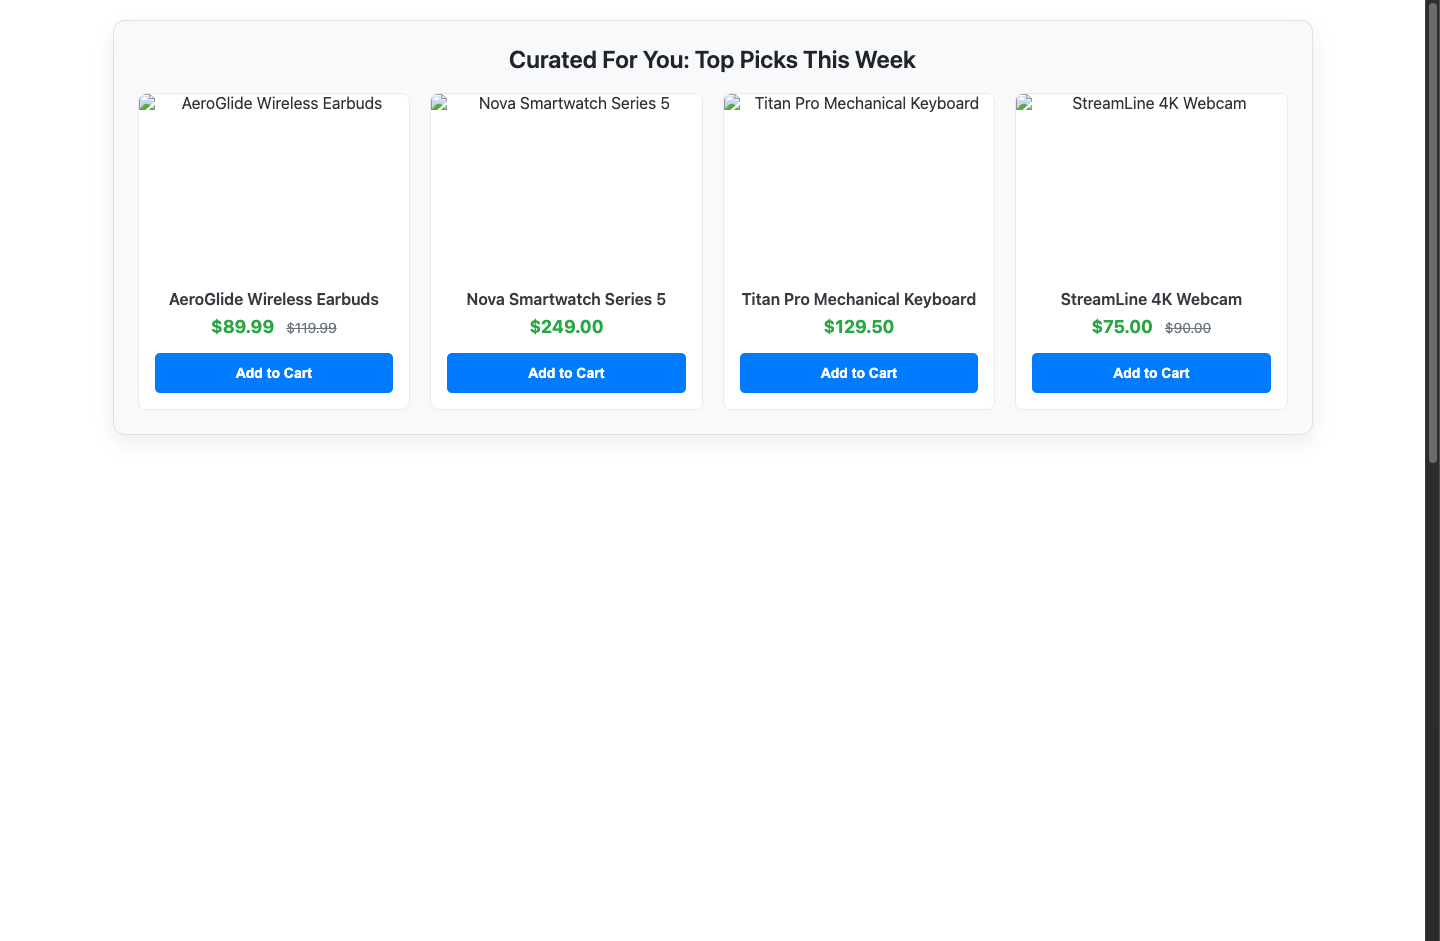 Curated For You: Top Picks This Week
AeroGlide Wireless Earbuds
Nova Smartwatch Series 5
Titan Pro Mechanical Keyboard
StreamLine 4K Webcam
AeroGlide Wireless Earbuds
$89.99 $119.99
Add to Cart
Nova Smartwatch Series 5
$249.00
Add to Cart
Titan Pro Mechanical Keyboard
$129.50
Add to Cart
StreamLine 4K Webcam
$75.00 $90.00
Add to Cart